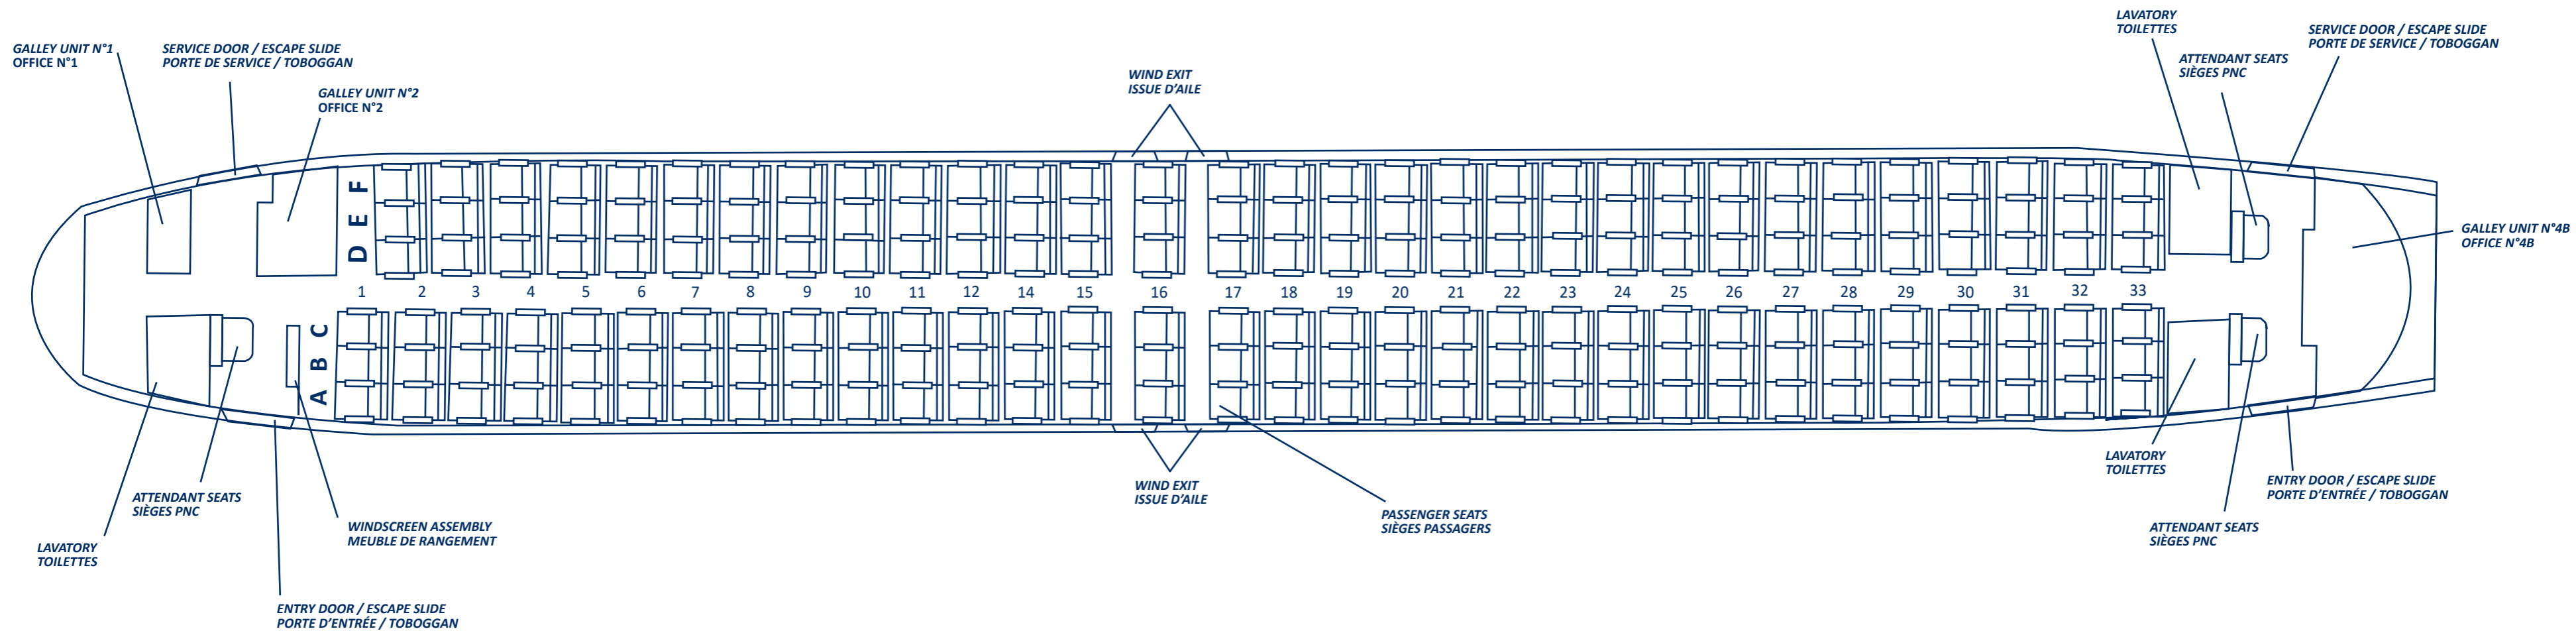 GALLEY UNIT N°1
OFFICE N°1
SERVICE DOOR / ESCAPE SLIDE
PORTE DE SERVICE / TOBOGGAN
GALLEY UNIT N°2
OFFICE N°2
WIND EXIT
ISSUE D'AILE
LAVATORY
TOILETTES
ATTENDANT SEATS
SIÈGES PNC
SERVICE DOOR / ESCAPE SLIDE
PORTE DE SERVICE / TOBOGGAN
GALLEY UNIT N°4B
OFFICE N°4B
F
E
D
1 2 3 4 5 6 7 8 9 10 11 12 14 15 16 17 18 19 20 21 22 23 24 25 26 27 28 29 30 31 32 33
C
B
A
LAVATORY
TOILETTES
ATTENDANT SEATS
SIÈGES PNC
WINDSCREEN ASSEMBLY
MEUBLE DE RANGEMENT
ENTRY DOOR / ESCAPE SLIDE
PORTE D'ENTRÉE / TOBOGGAN
WIND EXIT
ISSUE D'AILE
PASSENGER SEATS
SIÈGES PASSAGERS
LAVATORY
TOILETTES
ATTENDANT SEATS
SIÈGES PNC
ENTRY DOOR / ESCAPE SLIDE
PORTE D'ENTRÉE / TOBOGGAN